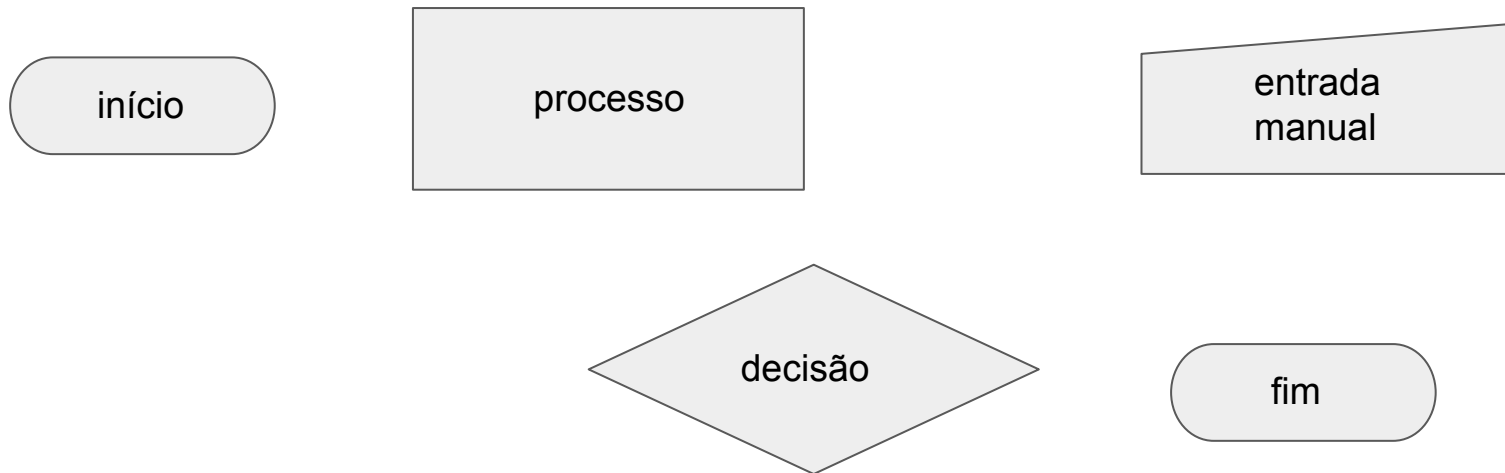 início
processo
entrada
manual
decisão
fim